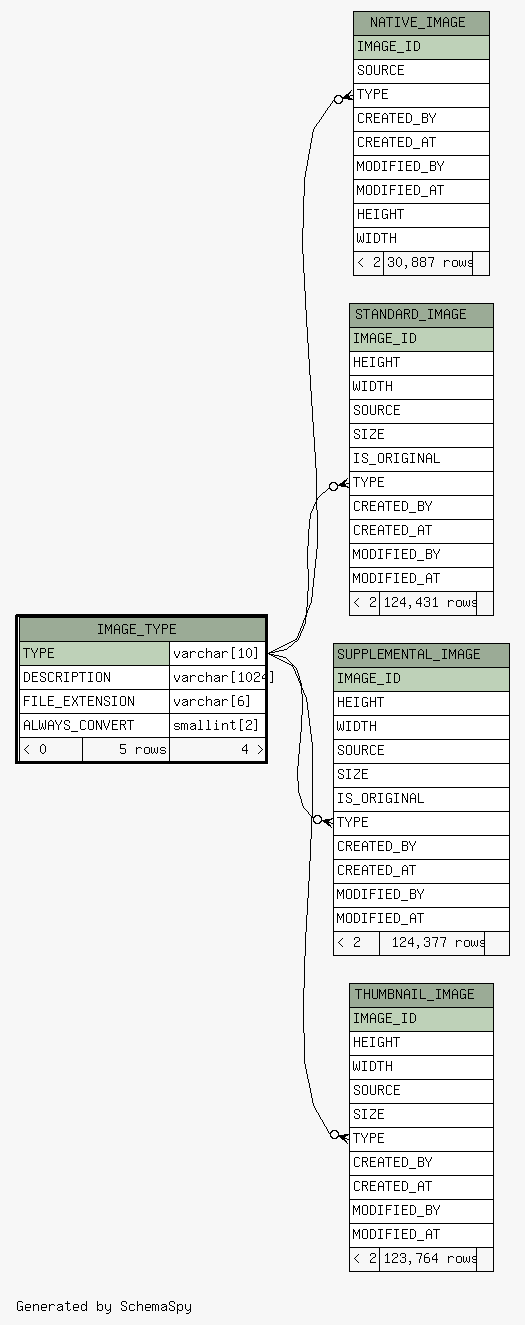 NATIVE_IMAGE
IMAGE_ID
SOURCE
TYPE
CREATED_BY
CREATED_AT
MODIFIED_BY
MODIFIED_AT
HEIGHT
WIDTH
< 2 30,887 rows
STANDARD_IMAGE
IMAGE_ID
HEIGHT
WIDTH
SOURCE
SIZE
IS_ORIGINAL
TYPE
CREATED_BY
CREATED_AT
MODIFIED_BY
MODIFIED_AT
< 2 124,431 rows
IMAGE_TYPE
TYPE varchar[10]
DESCRIPTION varchar[1024]
FILE_EXTENSION varchar[6]
ALWAYS_CONVERT smallint[2]
< 0 5 rows 4 >
SUPPLEMENTAL_IMAGE
IMAGE_ID
HEIGHT
WIDTH
SOURCE
SIZE
IS_ORIGINAL
TYPE
CREATED_BY
CREATED_AT
MODIFIED_BY
MODIFIED_AT
< 2 124,377 rows
THUMBNAIL_IMAGE
IMAGE_ID
HEIGHT
WIDTH
SOURCE
SIZE
TYPE
CREATED_BY
CREATED_AT
MODIFIED_BY
MODIFIED_AT
< 2 123,764 rows
Generated by SchemaSpy